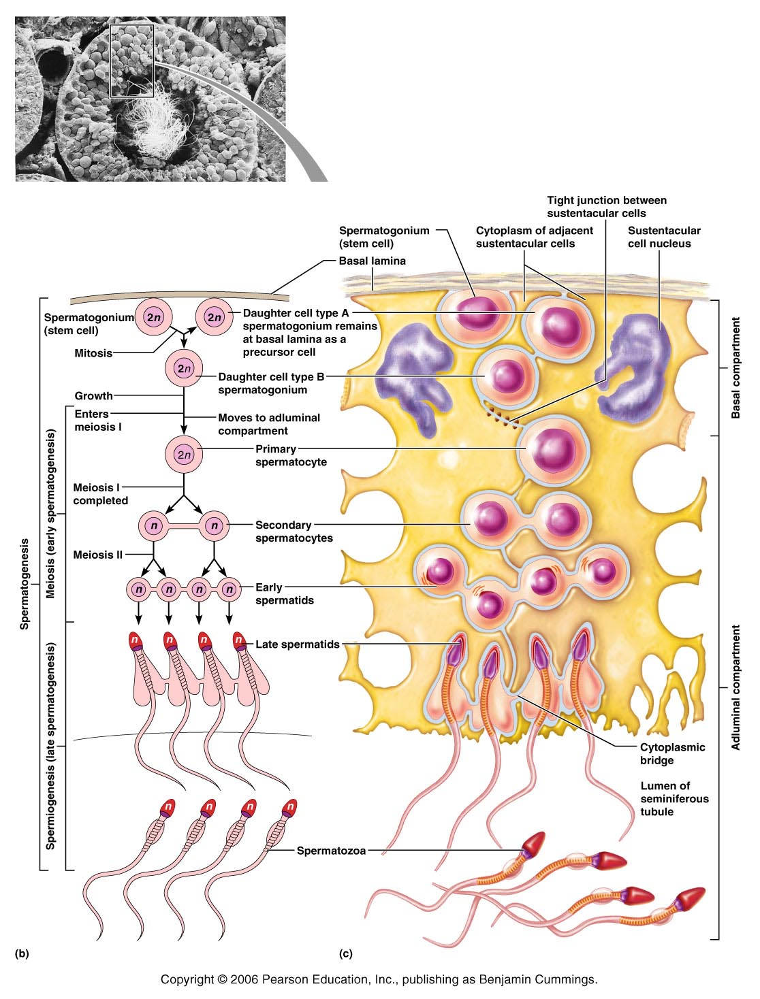 Tight junction between
sustentacular cells
Spermatogonium
(stem cell)
Cytoplasm of adjacent
sustentacular cells
Sustentacular
cell nucleus
Basal lamina
Spermatogonium
(stem cell)
2n
2n
Daughter cell type A
spermatogonium remains
at basal lamina as a
precursor cell
Mitosis
2n
Daughter cell type B
spermatogonium
Growth
Enters
meiosis I
Moves to adluminal
compartment
2n
Primary
spermatocyte
Meiosis I
completed
n
n
Secondary
spermatocytes
Meiosis II
n
n
n
n
Early
spermatids
n
n
n
n
Late spermatids
Cytoplasmic
bridge
Lumen of
seminiferous
tubule
n
n
n
n
Spermatozoa
Spermatogenesis
Meiosis (early spermatogenesis)
Spermiogenesis (late spermatogenesis)
Basal compartment
Adluminal compartment
(b)
(c)
Copyright © 2006 Pearson Education, Inc., publishing as Benjamin Cummings.